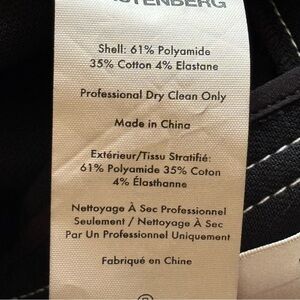 Shell: 61% Polyamide
35% Cotton 4% Elastane
Professional Dry Clean Only
Made in China
Extérieur/Tissu Stratifié:
61% Polyamide 35% Coton
4% Élasthanne
Nettoyage À Sec Professionnel
Seulement / Nettoyage À Sec
Par Un Professionnel Uniquement
Fabriqué en Chine